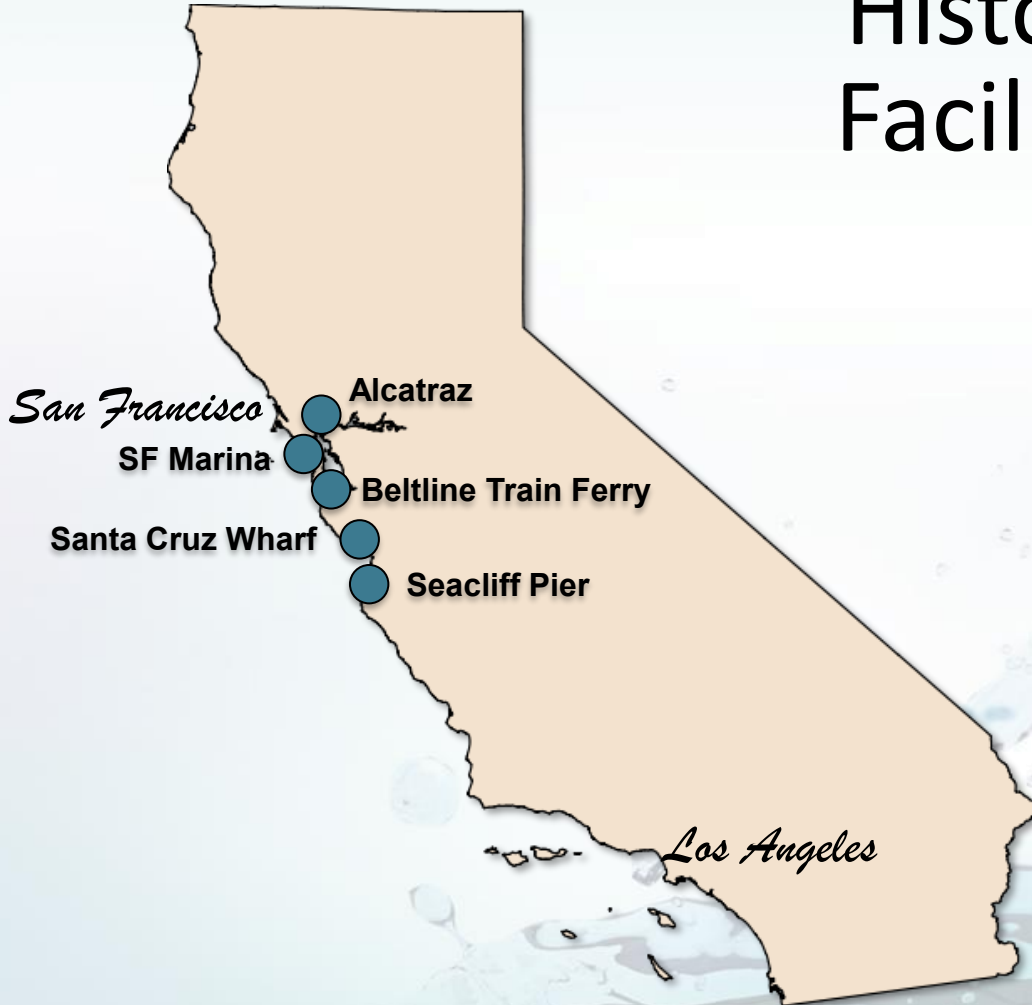 Histo
Facil
Alcatraz
San Francisco
SF Marina
Beltline Train Ferry
Santa Cruz Wharf
Seacliff Pier
Los Angeles